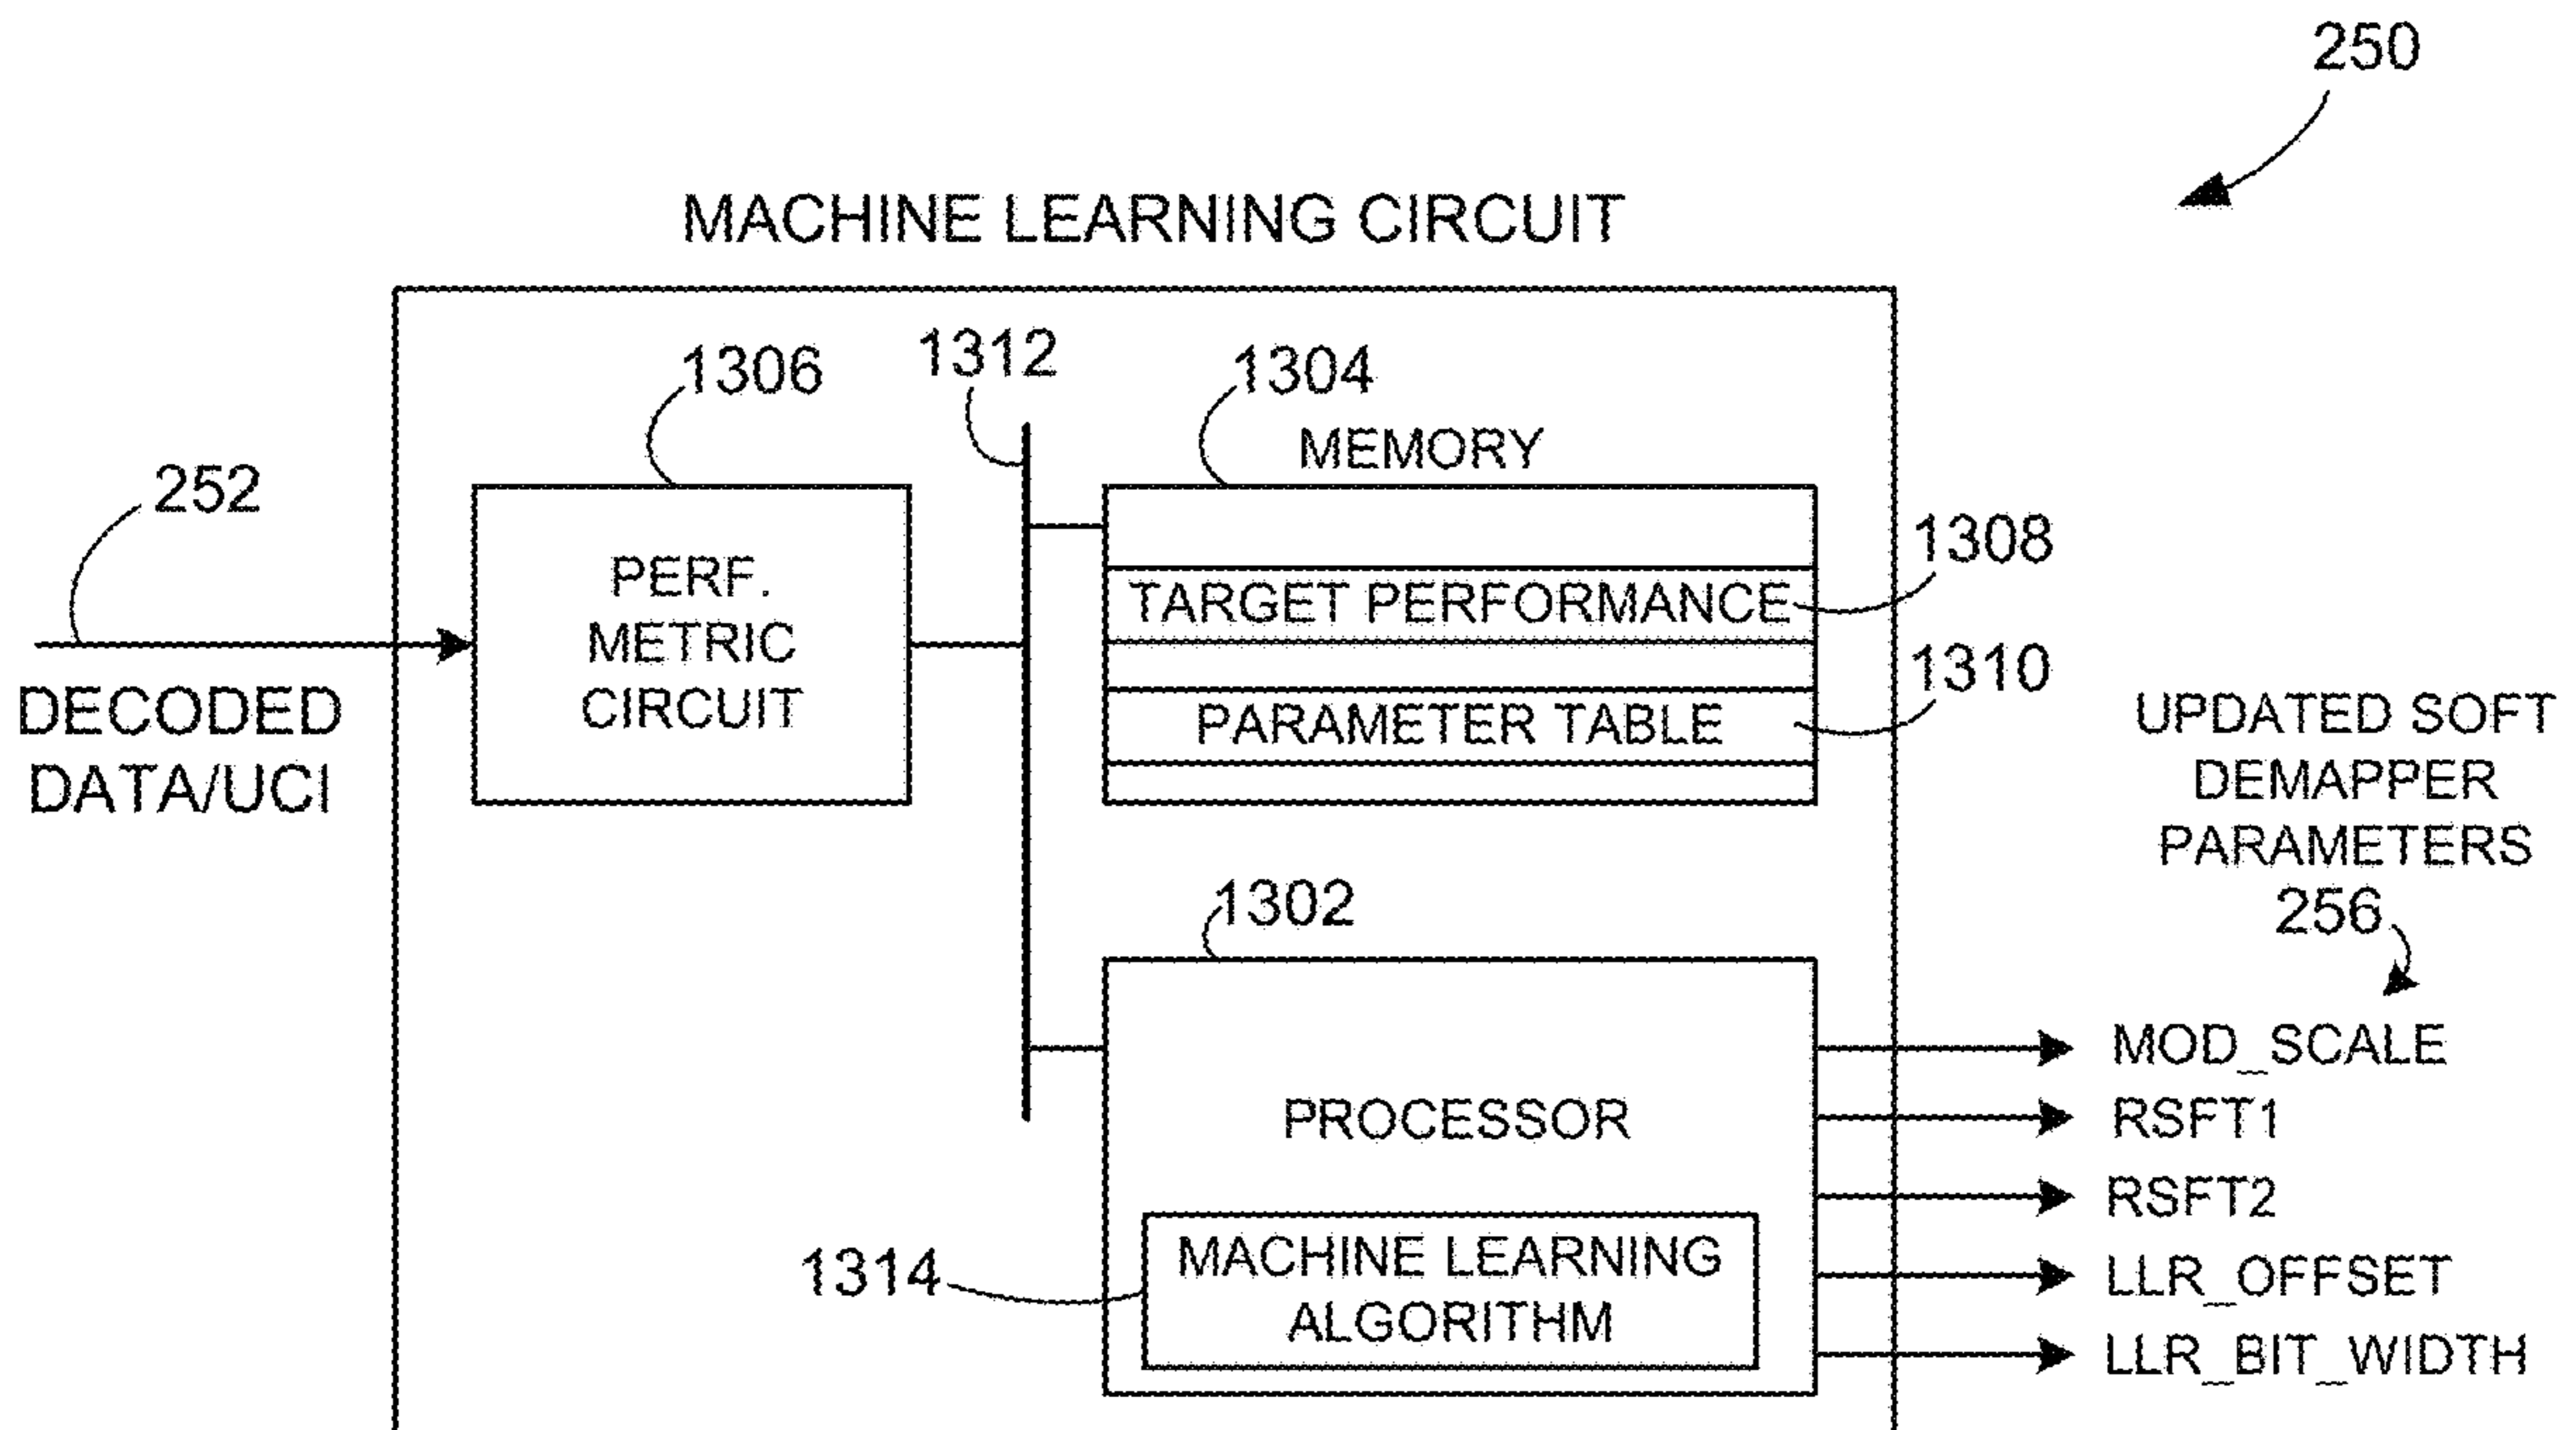 250
MACHINE LEARNING CIRCUIT
1306
1312
1304
MEMORY
252
PERF.
METRIC
CIRCUIT
TARGET PERFORMANCE
1308
PARAMETER TABLE
1310
DECODED
DATA/UCI
UPDATED SOFT
DEMAPPER
PARAMETERS
256
1302
PROCESSOR
1314
MACHINE LEARNING
ALGORITHM
MOD_SCALE
RSFT1
RSFT2
LLR_OFFSET
LLR_BIT_WIDTH